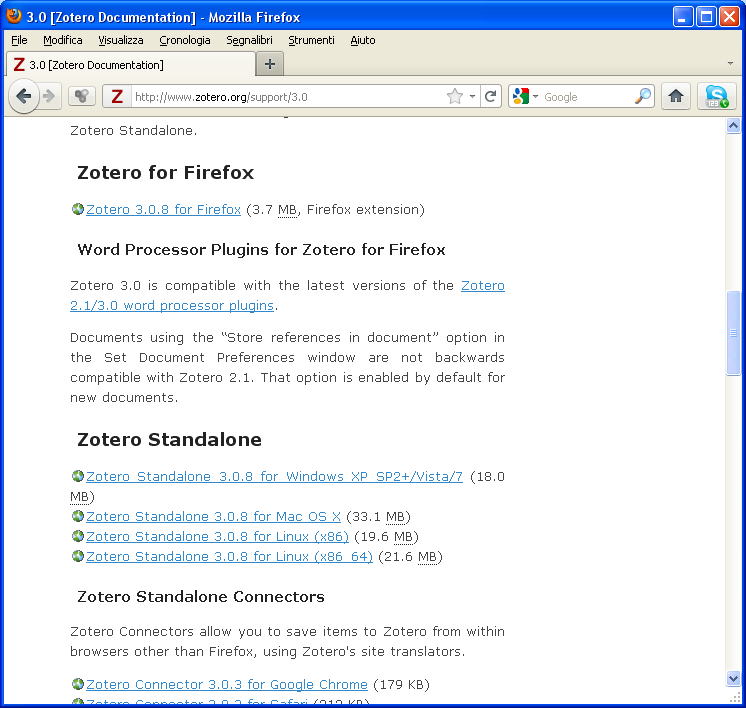 3.0 [Zotero Documentation] - Mozilla Firefox
File Modifica Visualizza Cronologia Segnalibri Strumenti Aiuto
Z 3.0 [Zotero Documentation]
Z http://www.zotero.org/support/3.0 Google
Zotero Standalone.
Zotero for Firefox
Zotero 3.0.8 for Firefox (3.7 MB, Firefox extension)
Word Processor Plugins for Zotero for Firefox
Zotero 3.0 is compatible with the latest versions of the Zotero
2.1/3.0 word processor plugins.
Documents using the “Store references in document” option in
the Set Document Preferences window are not backwards
compatible with Zotero 2.1. That option is enabled by default for
new documents.
Zotero Standalone
Zotero Standalone 3.0.8 for Windows XP SP2+/Vista/7 (18.0
MB)
Zotero Standalone 3.0.8 for Mac OS X (33.1 MB)
Zotero Standalone 3.0.8 for Linux (x86) (19.6 MB)
Zotero Standalone 3.0.8 for Linux (x86_64) (21.6 MB)
Zotero Standalone Connectors
Zotero Connectors allow you to save items to Zotero from within
browsers other than Firefox, using Zotero's site translators.
Zotero Connector 3.0.3 for Google Chrome (179 KB)
Zotero Connector 3.0.3 for Safari